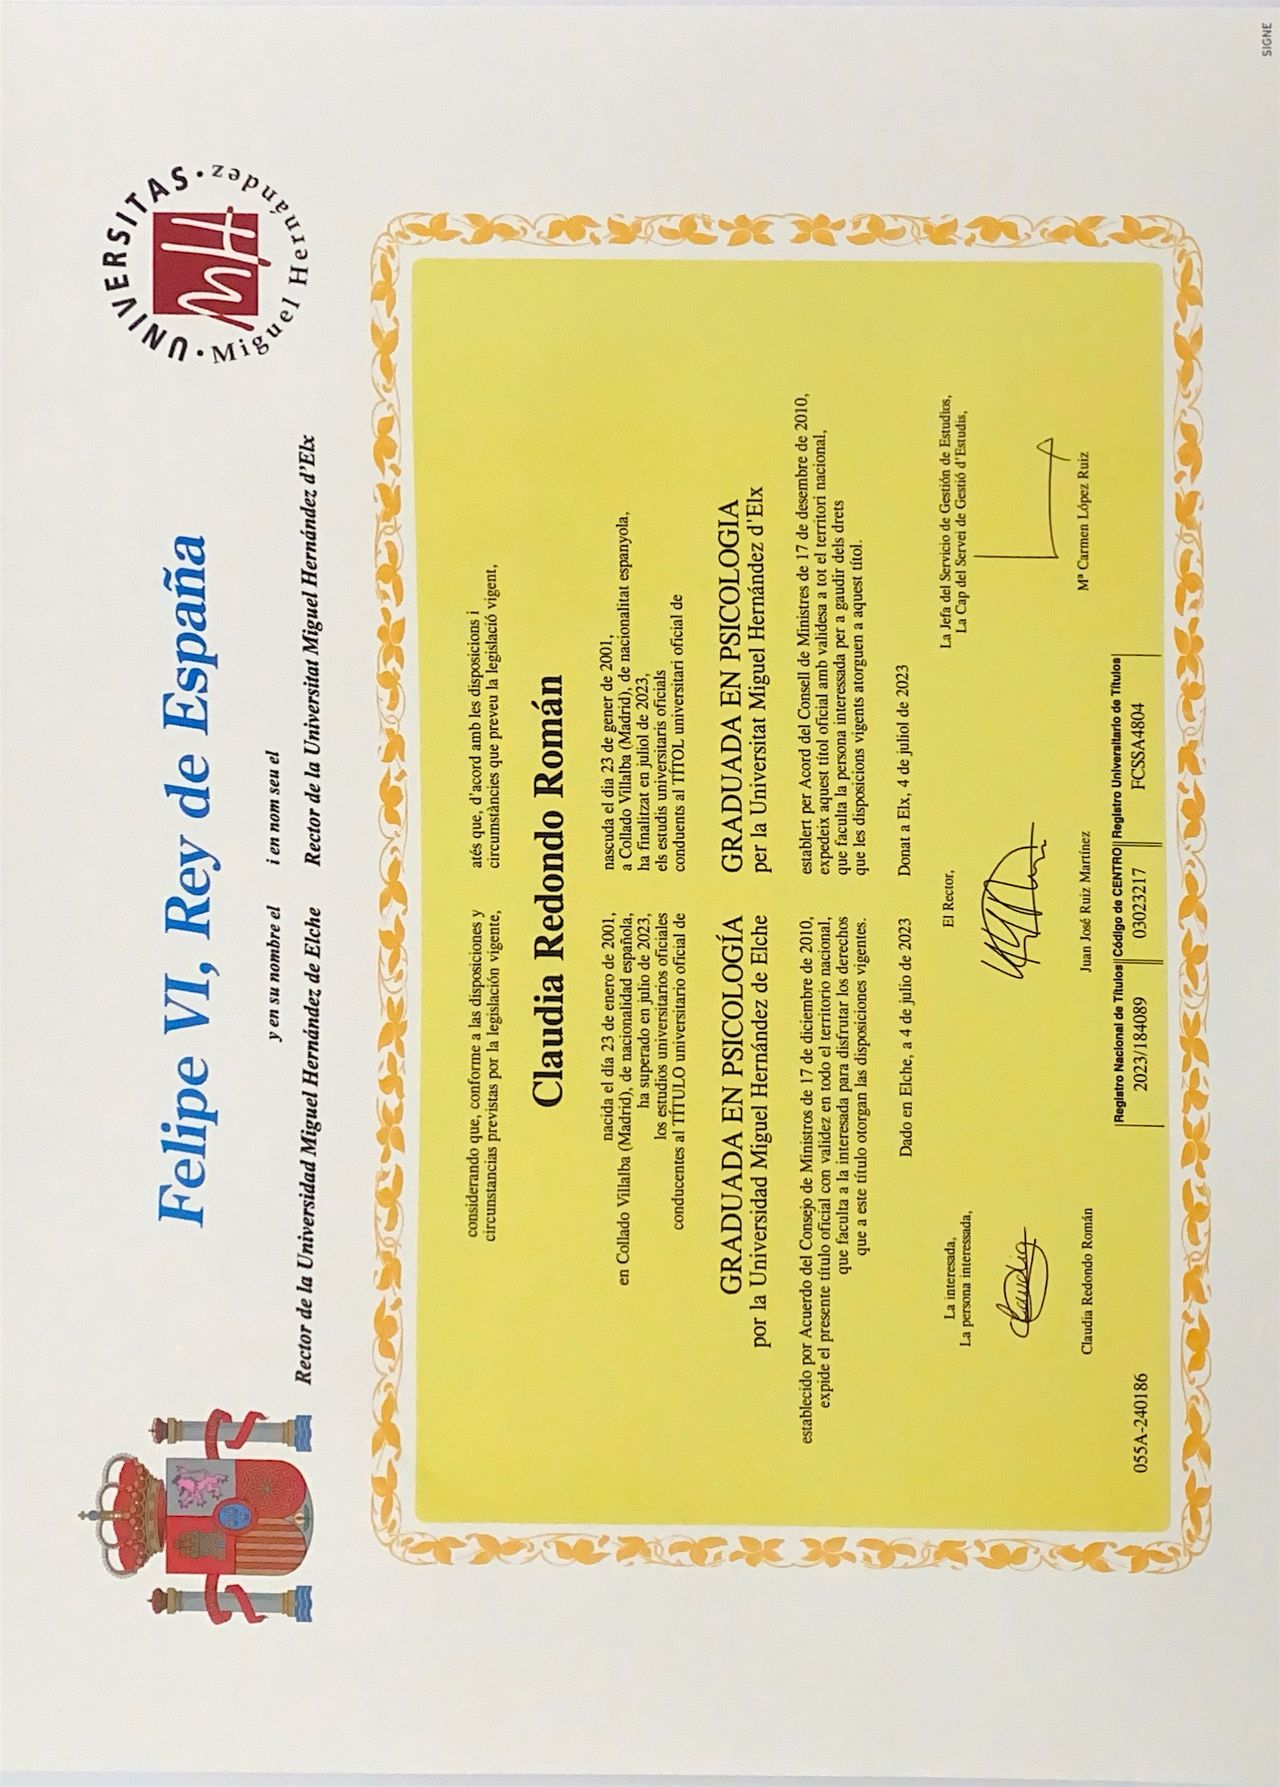 UNIVERSITAS
Miguel Hernández
Felipe VI, Rey de España
y en su nombre el
i en nom seu el
Rector de la Universidad Miguel Hernández de Elche
Rector de la Universitat Miguel Hernández d'Elx
considerando que, conforme a las disposiciones y
circunstancias previstas por la legislación vigente,
atés que, d'acord amb les disposicions i
circumstàncies que preveu la legislació vigent,
Claudia Redondo Román
nacida el día 23 de enero de 2001,
en Collado Villalba (Madrid), de nacionalidad española,
ha superado en julio de 2023,
los estudios universitarios oficiales
conducentes al TÍTULO universitario oficial de
nascuda el dia 23 de gener de 2001,
a Collado Villalba (Madrid), de nacionalitat espanyola,
ha finalitzat en juliol de 2023,
els estudis universitaris oficials
conduents al TÍTOL universitari oficial de
GRADUADA EN PSICOLOGÍA
por la Universidad Miguel Hernández de Elche
GRADUADA EN PSICOLOGIA
per la Universitat Miguel Hernández d'Elx
establecido por Acuerdo del Consejo de Ministros de 17 de diciembre de 2010,
expide el presente título oficial con validez en todo el territorio nacional,
que faculta a la interesada para disfrutar los derechos
que a este título otorgan las disposiciones vigentes.
establert per Acord del Consell de Ministres de 17 de desembre de 2010,
expedeix aquest títol oficial amb validesa a tot el territori nacional,
que faculta la persona interessada per a gaudir dels drets
que les disposicions vigents atorguen a aquest títol.
Dado en Elche, a 4 de julio de 2023
Donat a Elx, 4 de juliol de 2023
La interesada,
La persona interessada,
Claudia
Claudia Redondo Román
El Rector,
Juan José Ruiz Martínez
La Jefa del Servicio de Gestión de Estudios,
La Cap del Servei de Gestió d'Estudis,
Mª Carmen López Ruiz
055A-240186
Registro Nacional de Títulos
Código de CENTRO
Registro Universitario de Títulos
2023/184089
03023217
FCSSA4804
SIGNE